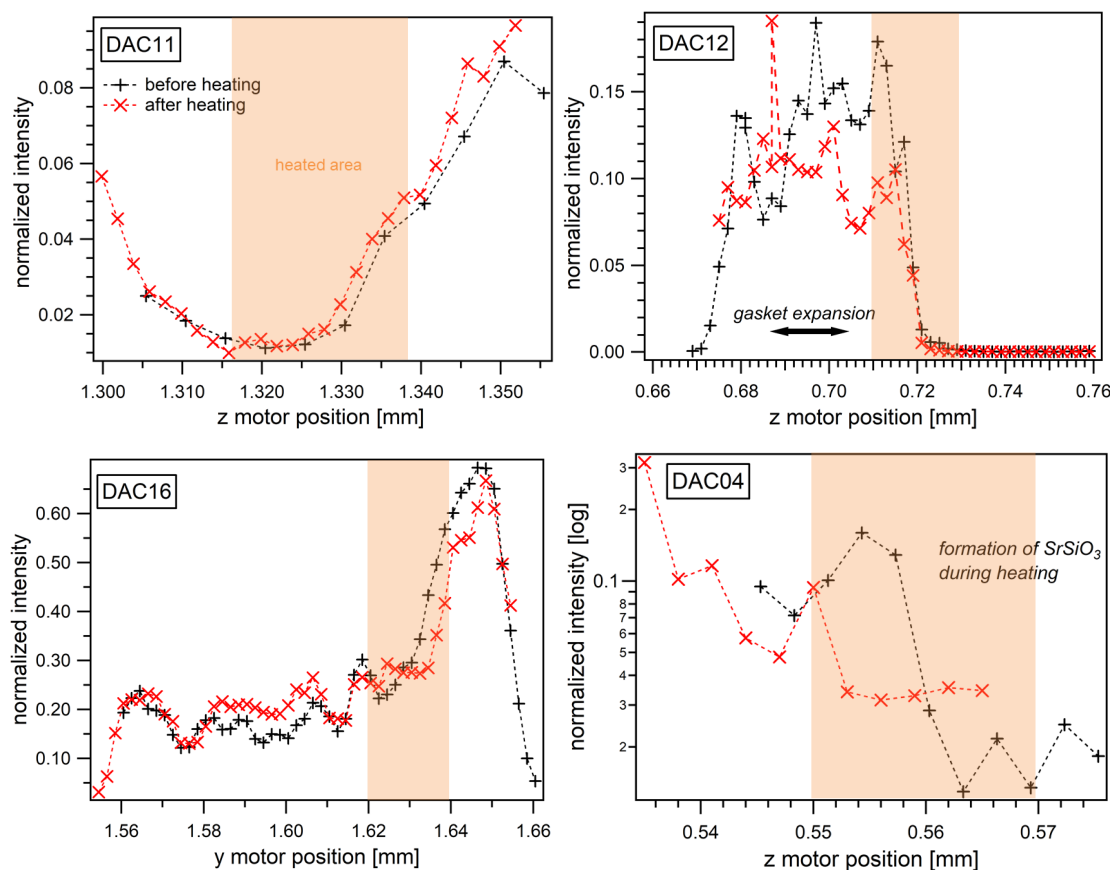 DAC11
before heating
after heating
heated area
normalized intensity
0.08
0.06
0.04
0.02
1.300
1.310
1.320
1.330
1.340
1.350
z motor position [mm]
DAC12
gasket expansion
normalized intensity
0.15
0.10
0.05
0.00
0.66
0.68
0.70
0.72
0.74
0.76
z motor position [mm]
DAC16
normalized intensity
0.60
0.50
0.40
0.30
0.20
0.10
1.56
1.58
1.60
1.62
1.64
1.66
y motor position [mm]
DAC04
formation of SrSiO₃
during heating
normalized intensity [log]
3
2
0.1
8
7
6
5
4
3
2
0.54
0.55
0.56
0.57
z motor position [mm]